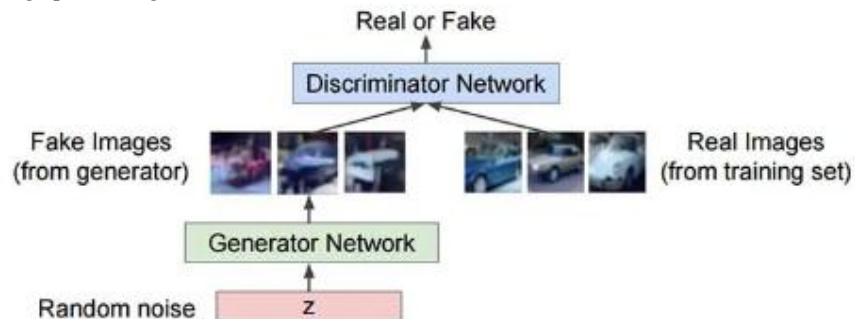 Real or Fake
Discriminator Network
Fake Images
(from generator)
Real Images
(from training set)
Generator Network
Random noise
z